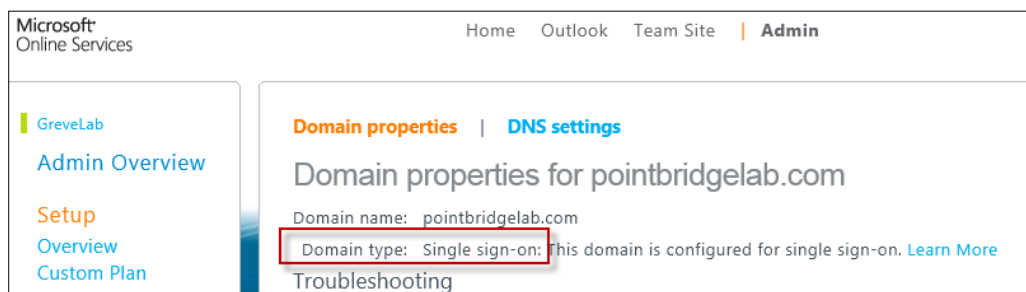 Microsoft
Online Services
Home Outlook Team Site | Admin
GreveLab
Admin Overview
Setup
Overview
Custom Plan
Domain properties | DNS settings
Domain properties for pointbridgelab.com
Domain name: pointbridgelab.com
Domain type: Single sign-on: This domain is configured for single sign-on. Learn More
Troubleshooting